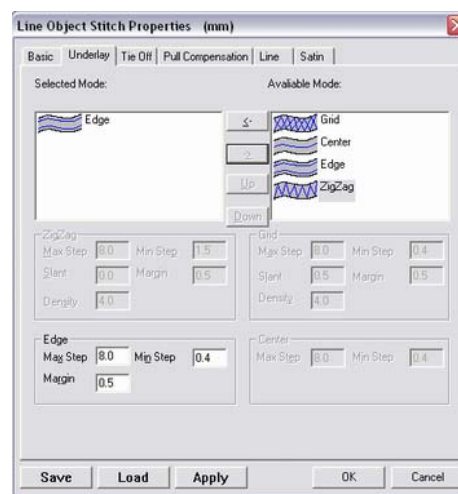 Line Object Stitch Properties (mm)
Basic Underlay Tie Off Pull Compensation Line Satin
Selected Mode: Avaliable Mode:
Edge
<-
Grid
Center
Edge
ZigZag
Up
Down
ZigZag
Max Step 8.0 Min Step 1.5
Slant 0.0 Margin 0.5
Density 4.0
Grid
Max Step 8.0 Min Step 0.4
Slant 0.5 Margin 0.5
Density 4.0
Edge
Max Step 8.0 Min Step 0.4
Margin 0.5
Center
Max Step 8.0 Min Step 0.4
Save Load Apply OK Cancel